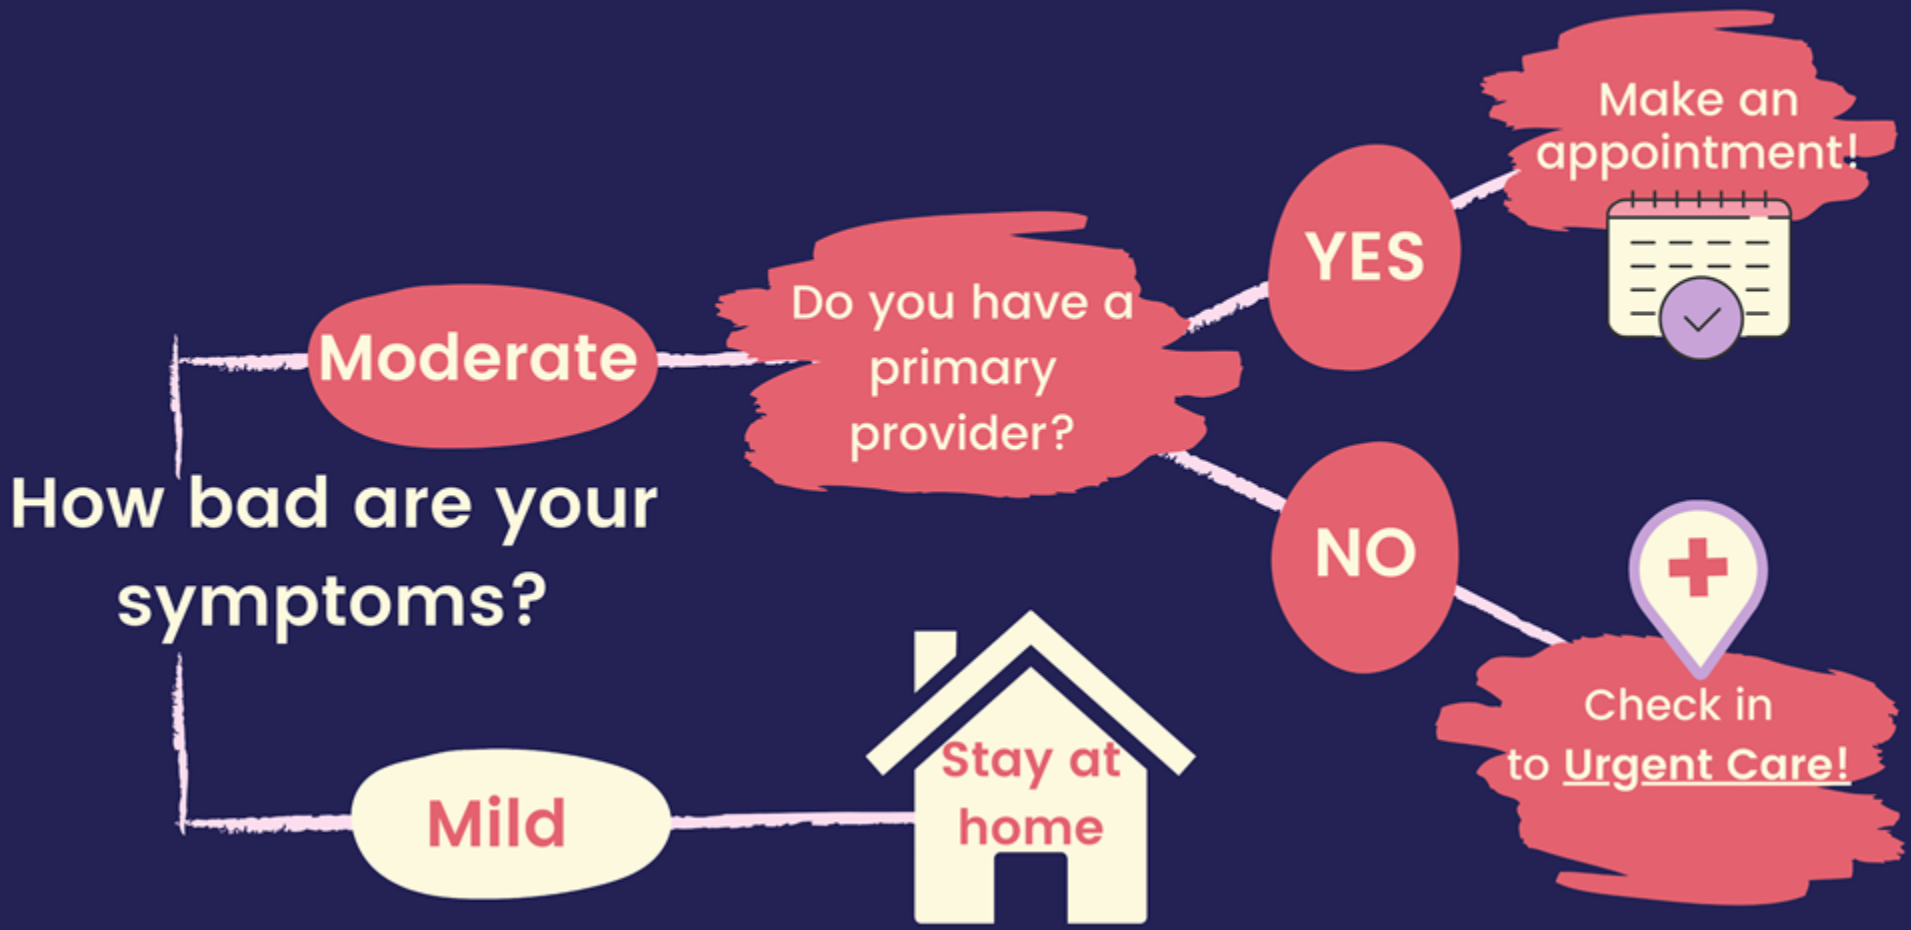 How bad are your
symptoms?
Moderate
Do you have a
primary
provider?
YES
Make an
appointment!
NO
Check in
to Urgent Care!
Mild
Stay at
home